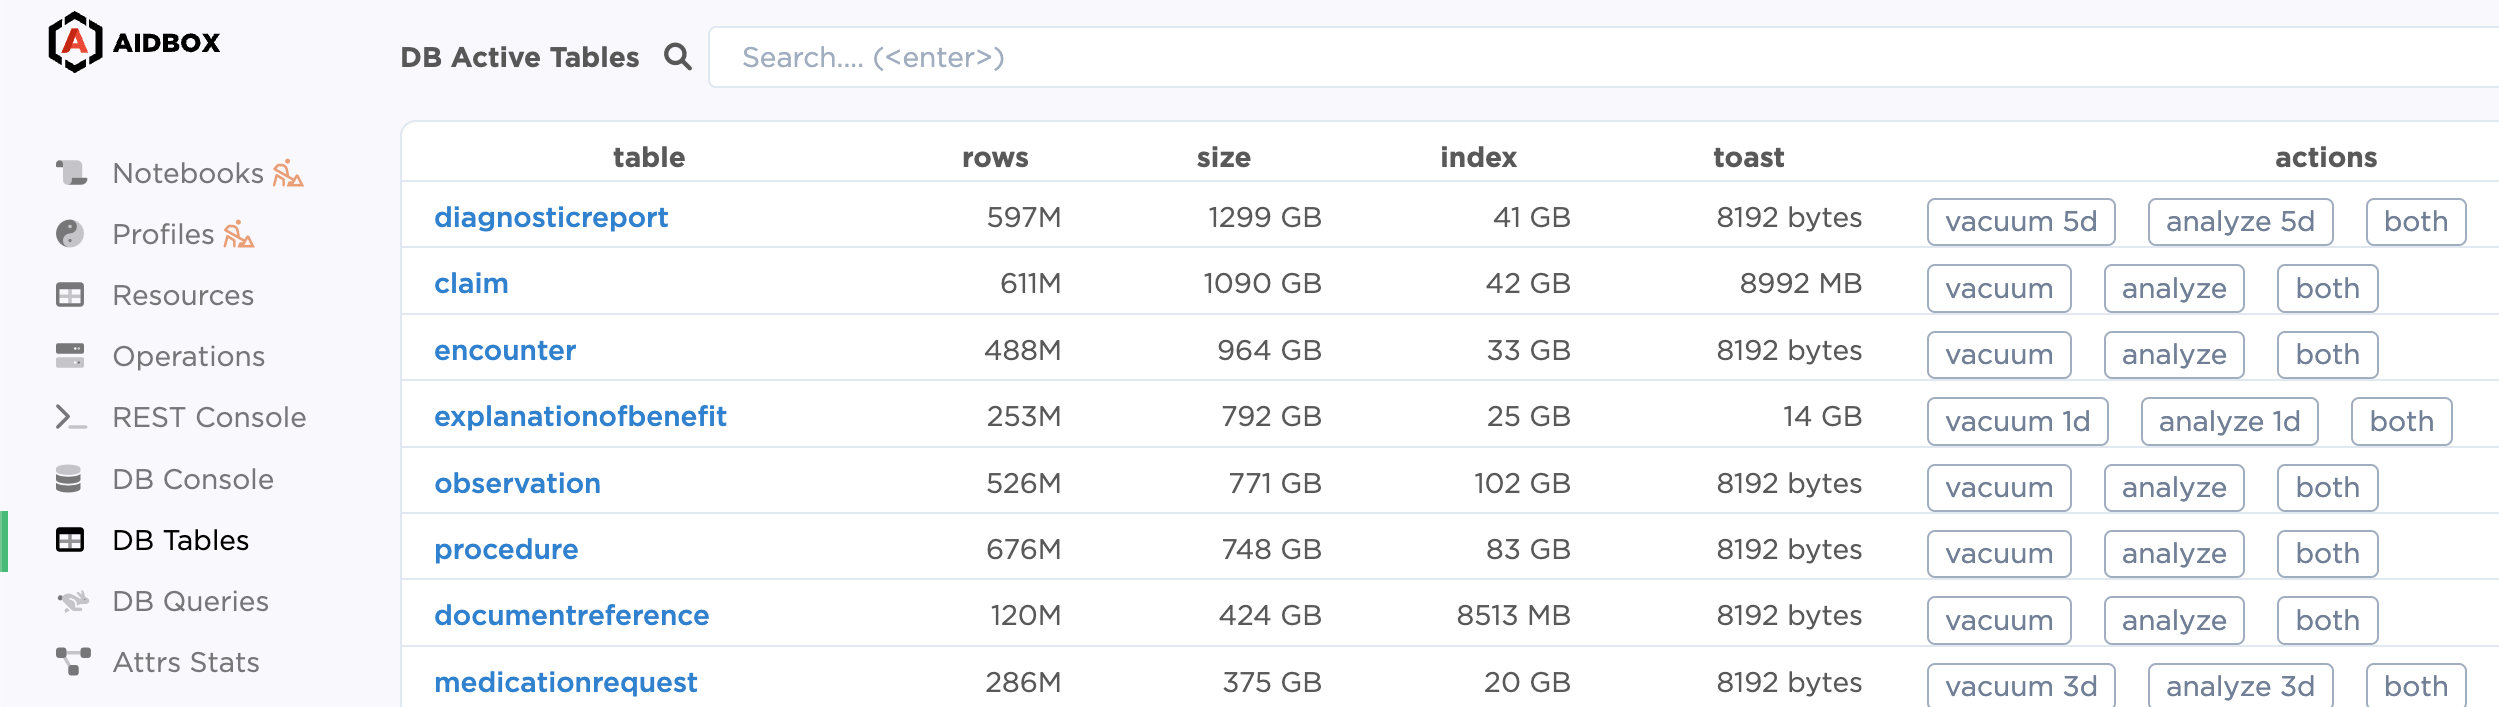 AIDBOX
DB Active Tables Search.... (<enter>)
Notebooks
Profiles
Resources
Operations
REST Console
DB Console
DB Tables
DB Queries
Attrs Stats
table rows size index toast actions
diagnosticreport 597M 1299 GB 41 GB 8192 bytes vacuum 5d analyze 5d both
claim 611M 1090 GB 42 GB 8992 MB vacuum analyze both
encounter 488M 964 GB 33 GB 8192 bytes vacuum analyze both
explanationofbenefit 253M 792 GB 25 GB 14 GB vacuum 1d analyze 1d both
observation 526M 771 GB 102 GB 8192 bytes vacuum analyze both
procedure 676M 748 GB 83 GB 8192 bytes vacuum analyze both
documentreference 120M 424 GB 8513 MB 8192 bytes vacuum analyze both
medicationrequest 286M 375 GB 20 GB 8192 bytes vacuum 3d analyze 3d both